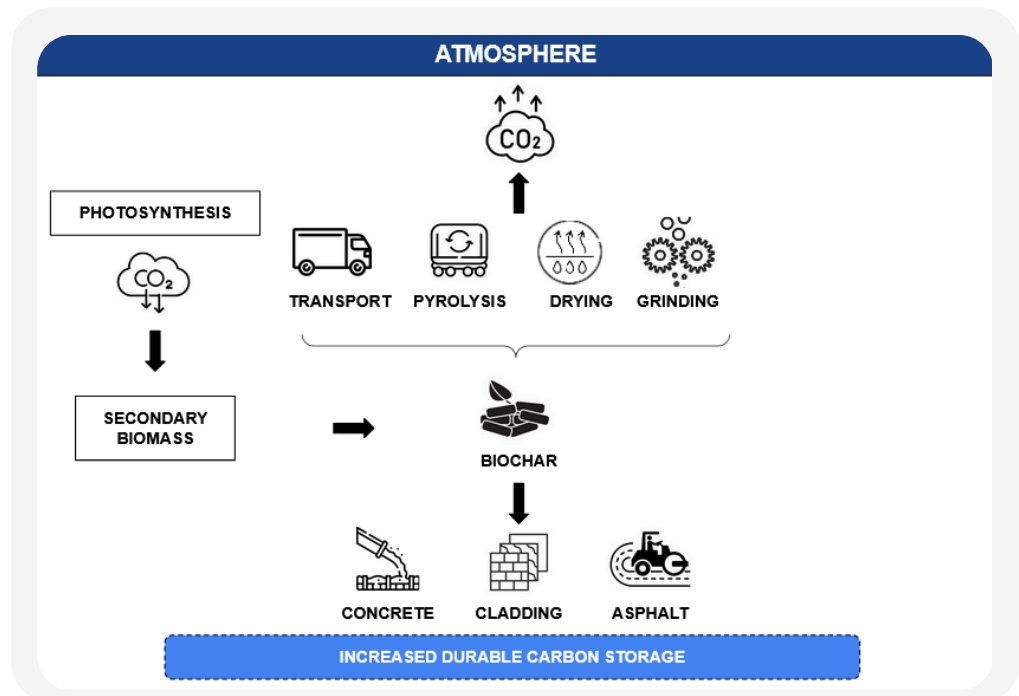 ATMOSPHERE
CO₂
PHOTOSYNTHESIS
CO₂
TRANSPORT
PYROLYSIS
DRYING
GRINDING
SECONDARY
BIOMASS
BIOCHAR
CONCRETE
CLADDING
ASPHALT
INCREASED DURABLE CARBON STORAGE